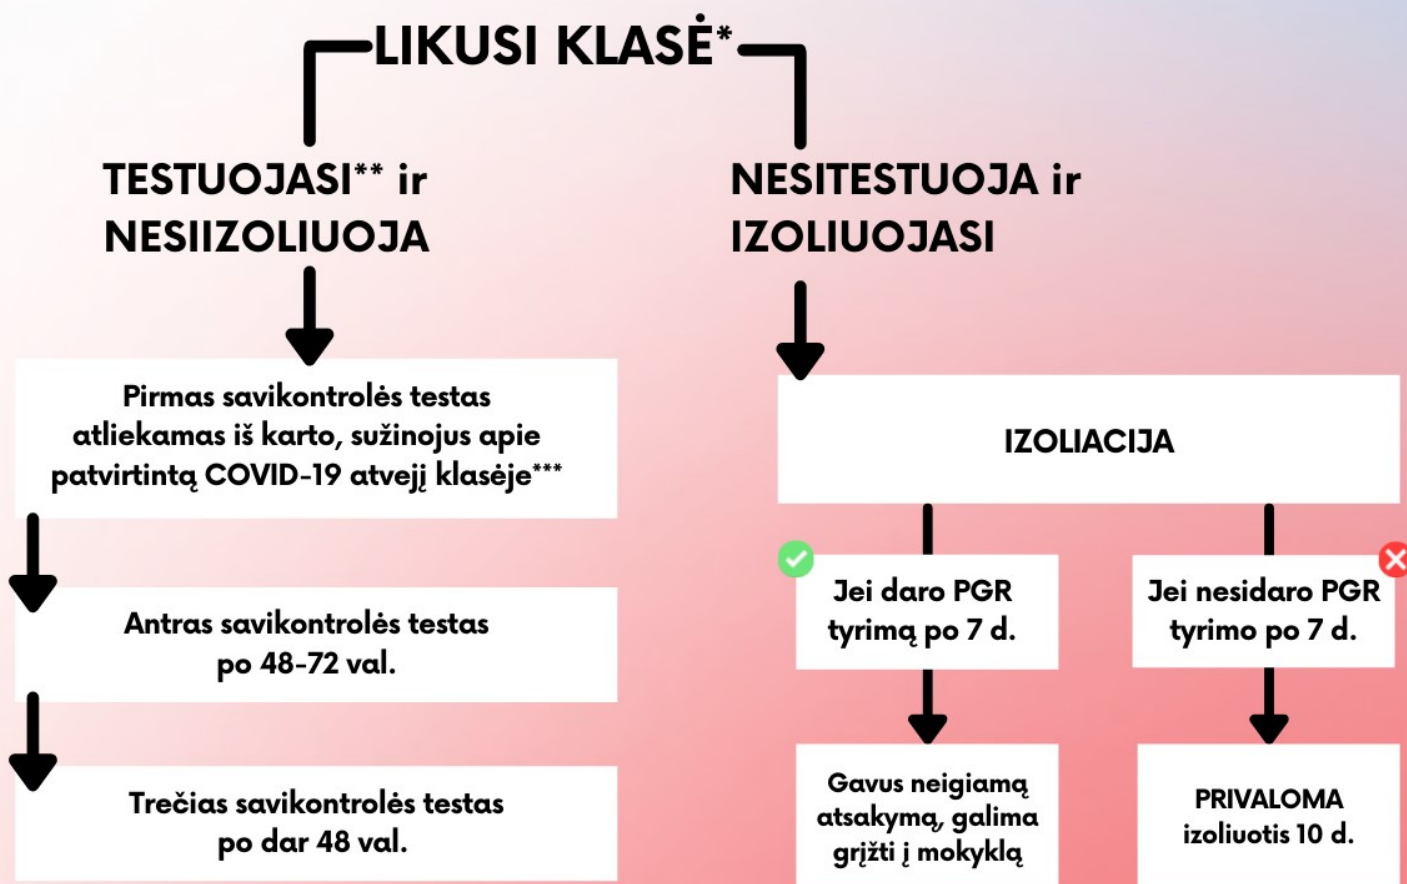 LIKUSI KLASĖ*
TESTUOJASI** ir
NESIIZOLIUOJA
Pirmas savikontrolės testas
atliekamas iš karto, sužinojus apie
patvirtintą COVID-19 atvejį klasėje***
Antras savikontrolės testas
po 48-72 val.
Trečias savikontrolės testas
po dar 48 val.
NESITESTUOJA ir
IZOLIUOJASI
IZOLIACIJA
Jei daro PGR
tyrimą po 7 d.
Gavus neigiamą
atsakymą, galima
grįžti į mokyklą
Jei nesidaro PGR
tyrimo po 7 d.
PRIVALOMA
izoliuotis 10 d.